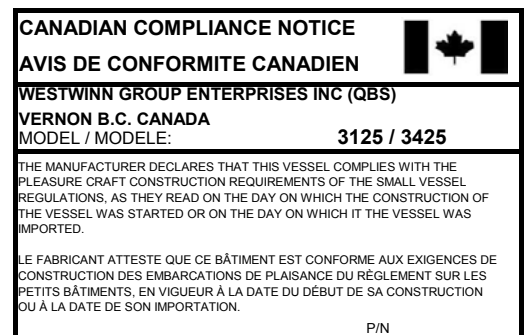 CANADIAN COMPLIANCE NOTICE
AVIS DE CONFORMITE CANADIEN
WESTWINN GROUP ENTERPRISES INC (QBS)
VERNON B.C. CANADA
MODEL / MODELE: 3125 / 3425
THE MANUFACTURER DECLARES THAT THIS VESSEL COMPLIES WITH THE
PLEASURE CRAFT CONSTRUCTION REQUIREMENTS OF THE SMALL VESSEL
REGULATIONS, AS THEY READ ON THE DAY ON WHICH THE CONSTRUCTION OF
THE VESSEL WAS STARTED OR ON THE DAY ON WHICH IT THE VESSEL WAS
IMPORTED.
LE FABRICANT ATTESTE QUE CE BÂTIMENT EST CONFORME AUX EXIGENCES DE
CONSTRUCTION DES EMBARCATIONS DE PLAISANCE DU RÈGLEMENT SUR LES
PETITS BÂTIMENTS, EN VIGUEUR À LA DATE DU DÉBUT DE SA CONSTRUCTION
OU À LA DATE DE SON IMPORTATION.
P/N